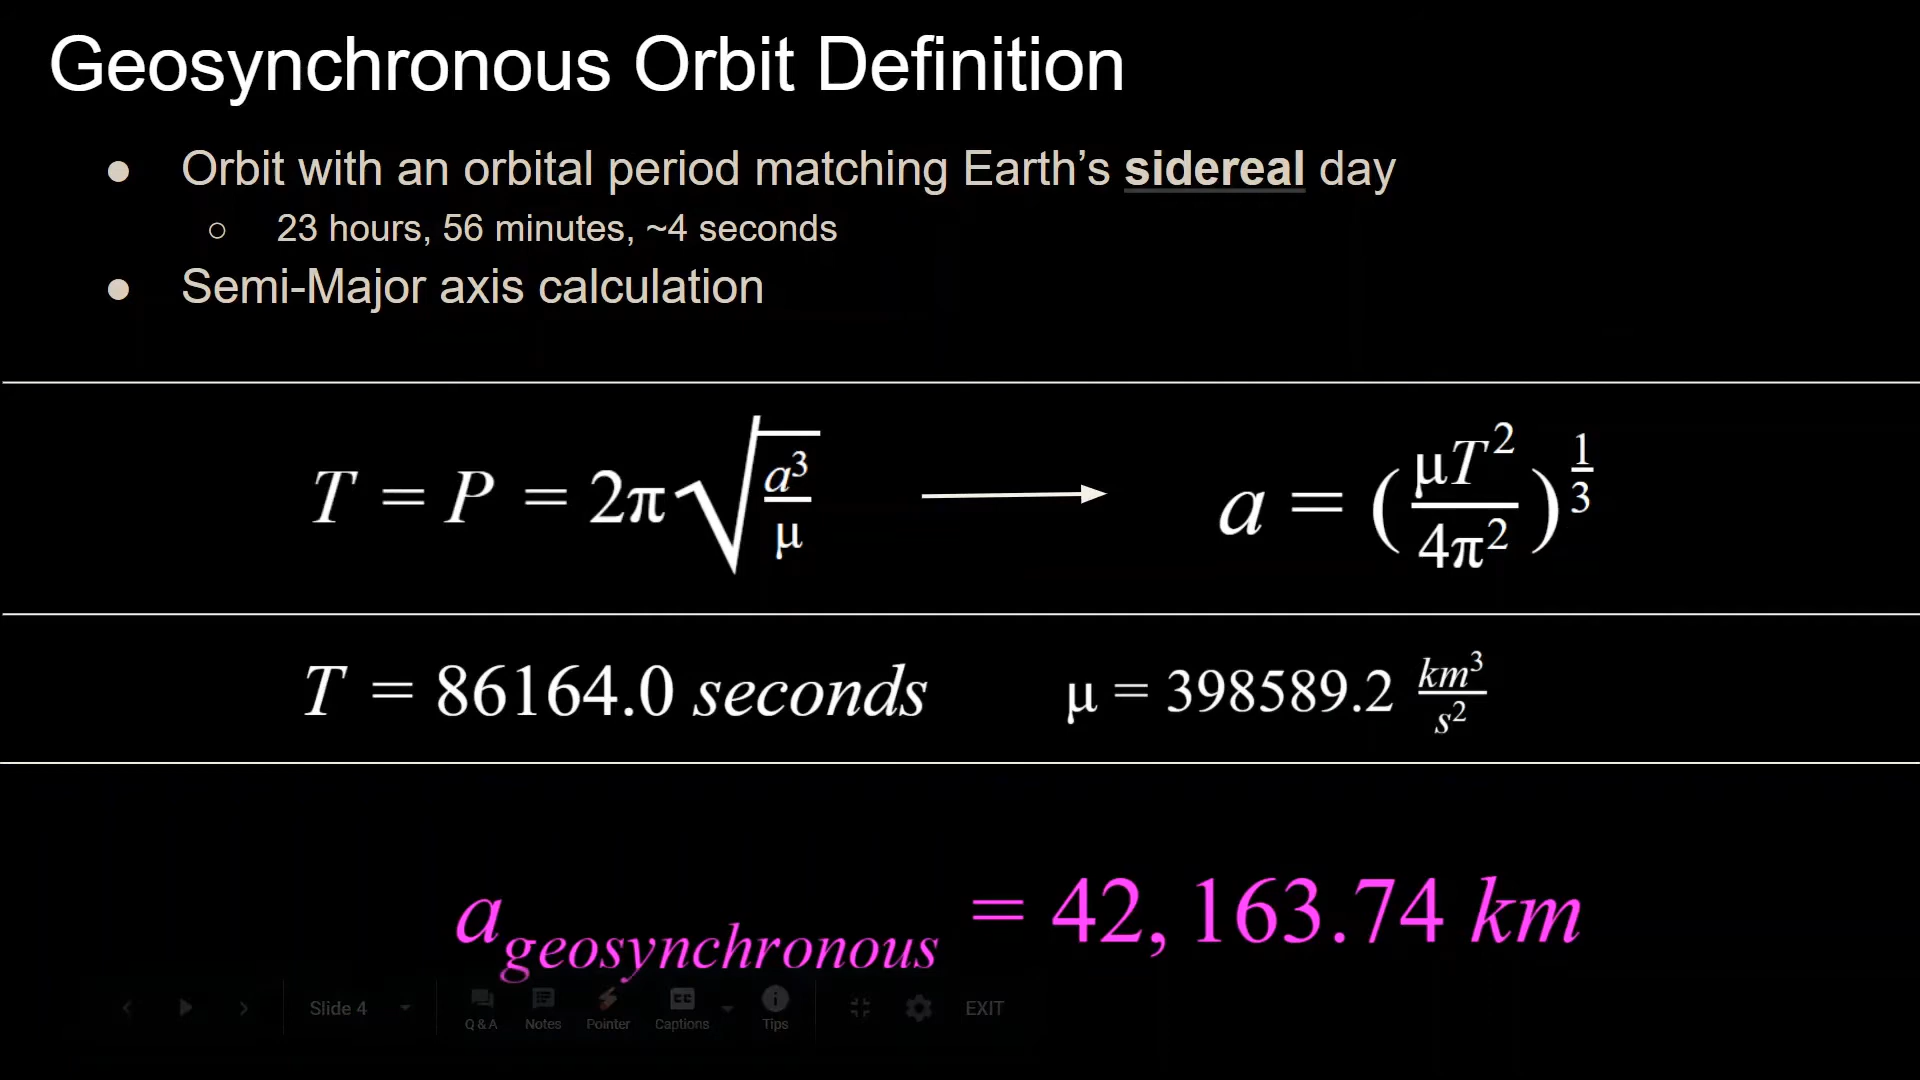 Geosynchronous Orbit Definition
● Orbit with an orbital period matching Earth’s sidereal day
○ 23 hours, 56 minutes, ~4 seconds
● Semi-Major axis calculation
T = P = 2π√(a³/μ) → a = (μT²/4π²)^(1/3)
T = 86164.0 seconds μ = 398589.2 km³/s²
a geosynchronous = 42,163.74 km
Slide 4 Q & A Notes Pointer Captions Tips EXIT